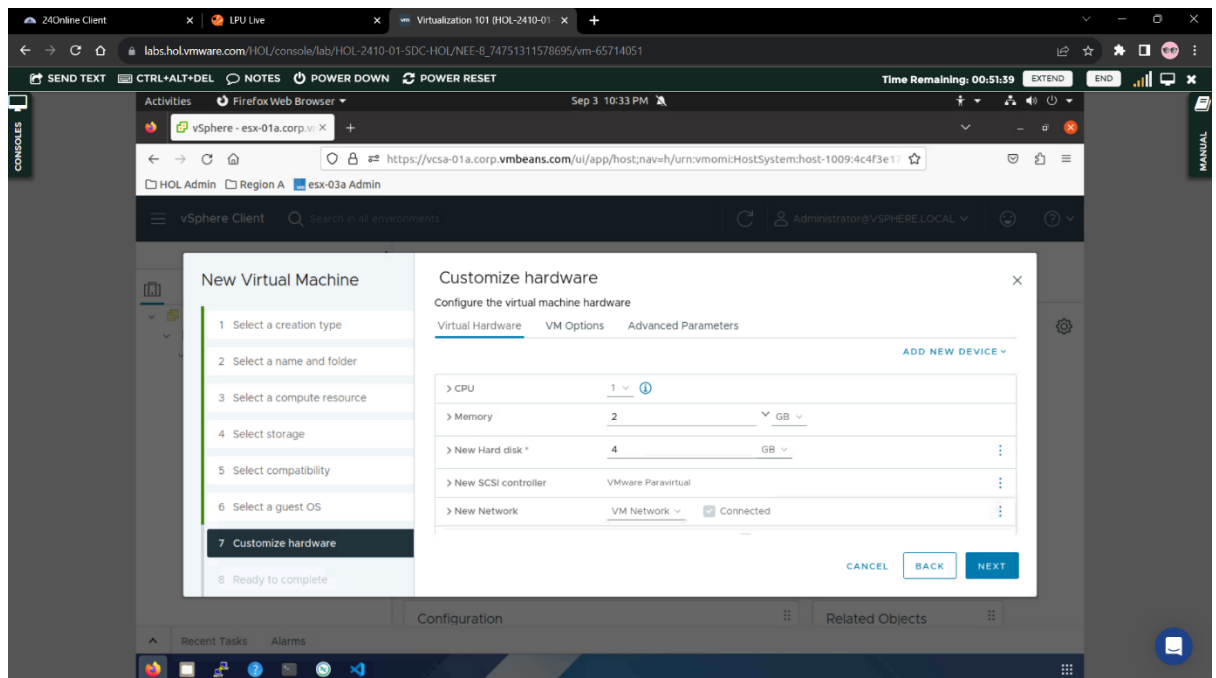 24Online Client
LPU Live
Virtualization 101 (HOL-2410-01-
labs.hol.vmware.com/HOL/console/lab/HOL-2410-01-SDC-HOL/NEE-8_74751311578695/vm-65714051
SEND TEXT CTRL+ALT+DEL NOTES POWER DOWN POWER RESET Time Remaining: 00:51:39 EXTEND END
CONSOLES
MANUAL
Activities Firefox Web Browser Sep 3 10:33 PM
vSphere - esx-01a.corp.v
https://vcsa-01a.corp.vmbeans.com/ui/app/host;nav=h/urn:vmomi:HostSystem:host-1009:4c4f3e17
HOL Admin Region A esx-03a Admin
vSphere Client Search in all environments Administrator@VSPHERE.LOCAL
New Virtual Machine
1 Select a creation type
2 Select a name and folder
3 Select a compute resource
4 Select storage
5 Select compatibility
6 Select a guest OS
7 Customize hardware
8 Ready to complete
Customize hardware
Configure the virtual machine hardware
Virtual Hardware VM Options Advanced Parameters
ADD NEW DEVICE
> CPU 1
> Memory 2 GB
> New Hard disk * 4 GB
> New SCSI controller VMware Paravirtual
> New Network VM Network Connected
CANCEL BACK NEXT
Configuration Related Objects
Recent Tasks Alarms